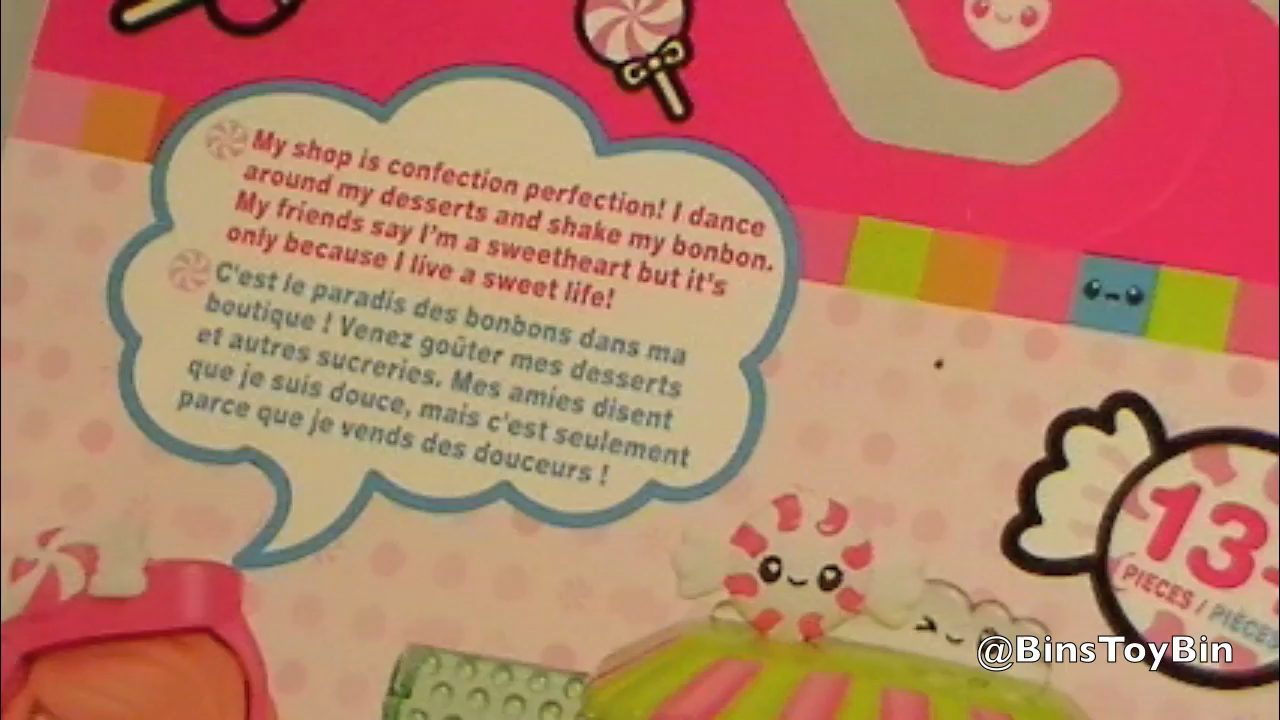 My shop is confection perfection! I dance
around my desserts and shake my bonbon.
My friends say I'm a sweetheart but it's
only because I live a sweet life!
C'est le paradis des bonbons dans ma
boutique ! Venez goûter mes desserts
et autres sucreries. Mes amies disent
que je suis douce, mais c'est seulement
parce que je vends des douceurs !
13+
PIECES / PIÈCES
@BinsToyBin